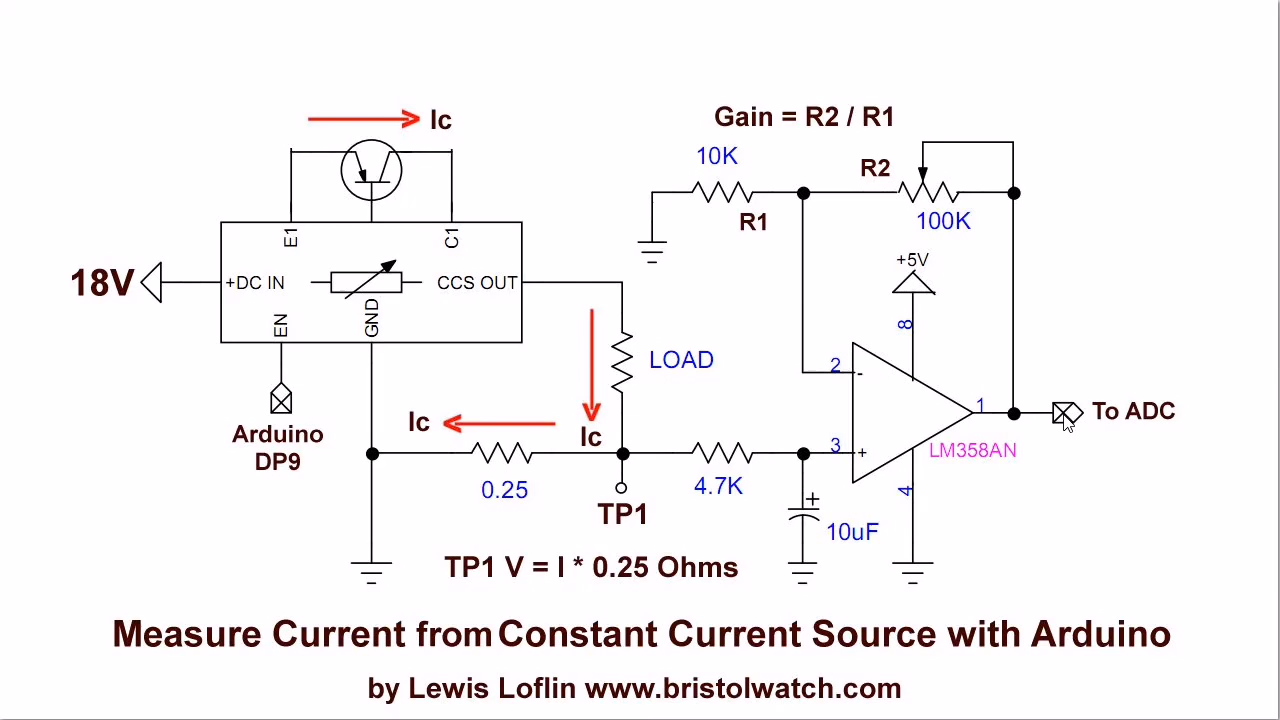 Ic
Gain = R2 / R1
10K
R2
R1
100K
E1
C1
+5V
18V
+DC IN
CCS OUT
EN
GND
8
LOAD
2
-
1
To ADC
Arduino
DP9
Ic
Ic
3
+
LM358AN
0.25
4.7K
4
TP1
+
10uF
TP1 V = I * 0.25 Ohms
Measure Current from Constant Current Source with Arduino
by Lewis Loflin www.bristolwatch.com